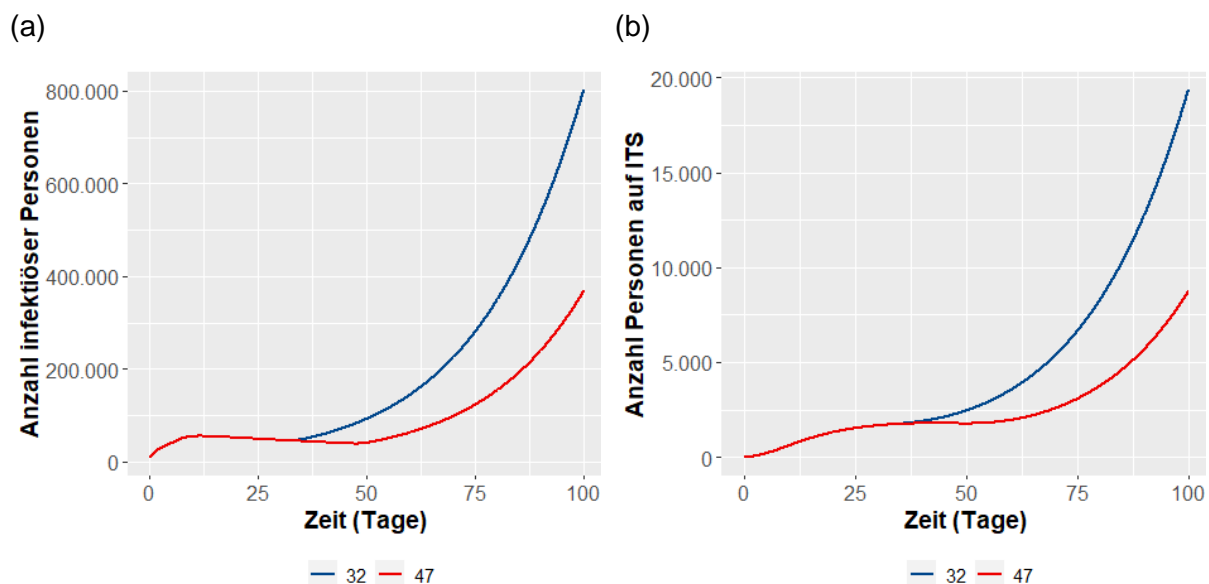 (a)
Anzahl infektiöser Personen
800.000
600.000
400.000
200.000
0
0 25 50 75 100
Zeit (Tage)
32 47
(b)
Anzahl Personen auf ITS
20.000
15.000
10.000
5.000
0
0 25 50 75 100
Zeit (Tage)
32 47